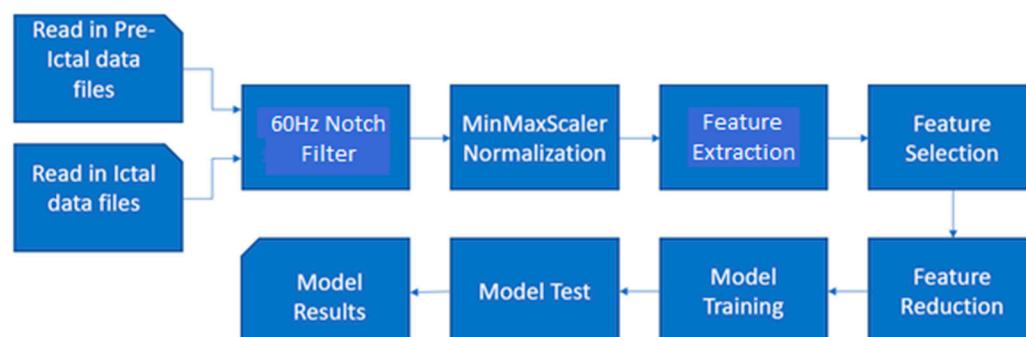 Read in Pre-
Ictal data
files
Read in Ictal
data files
60Hz Notch
Filter
MinMaxScaler
Normalization
Feature
Extraction
Feature
Selection
Feature
Reduction
Model
Training
Model Test
Model
Results